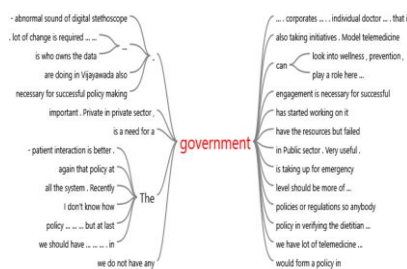 - abnormal sound of digital stethoscope
. lot of change is required ... ...
...
is who owns the data
.
are doing in Vijayawada also
necessary for successful policy making
important . Private in private sector ,
is a need for a
- patient interaction is better .
again that policy at
all the system . Recently
The
I don't know how
policy ... ... ... but at last
we should have ... ... ... . in
we do not have any
government
... . corporates ... . . individual doctor ... . that i
also taking initiatives . Model telemedicine
can
look into wellness , prevention ,
play a role here ...
engagement is necessary for successful
has started working on it
have the resources but failed
in Public sector . Very useful .
is taking up for emergency
level should be more of ...
policies or regulations so anybody
policy in verifying the dietitian ...
we have lot of telemedicine ...
would form a policy in